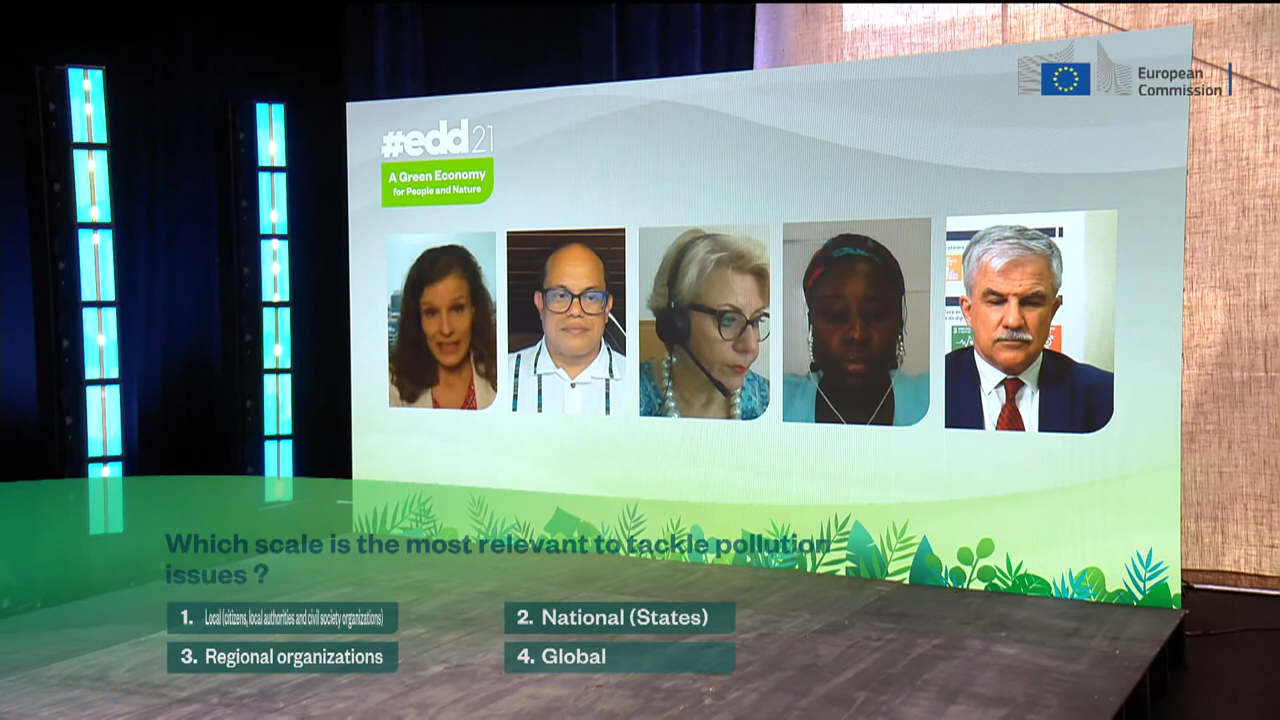 European
Commission
#edd21
A Green Economy
for People and Nature
Which scale is the most relevant to tackle pollution
issues ?
1. Local (citizens, local authorities and civil society organizations)
2. National (States)
3. Regional organizations
4. Global